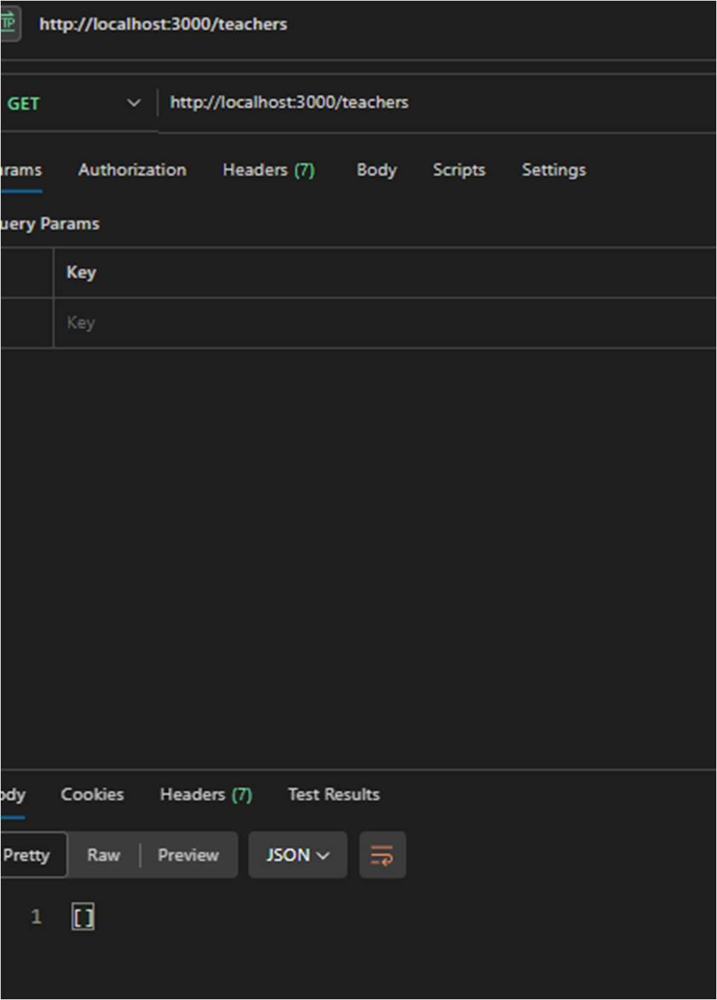 TP http://localhost:3000/teachers
GET http://localhost:3000/teachers
rams Authorization Headers (7) Body Scripts Settings
uery Params
Key
Key
ody Cookies Headers (7) Test Results
Pretty Raw Preview JSON
1 []